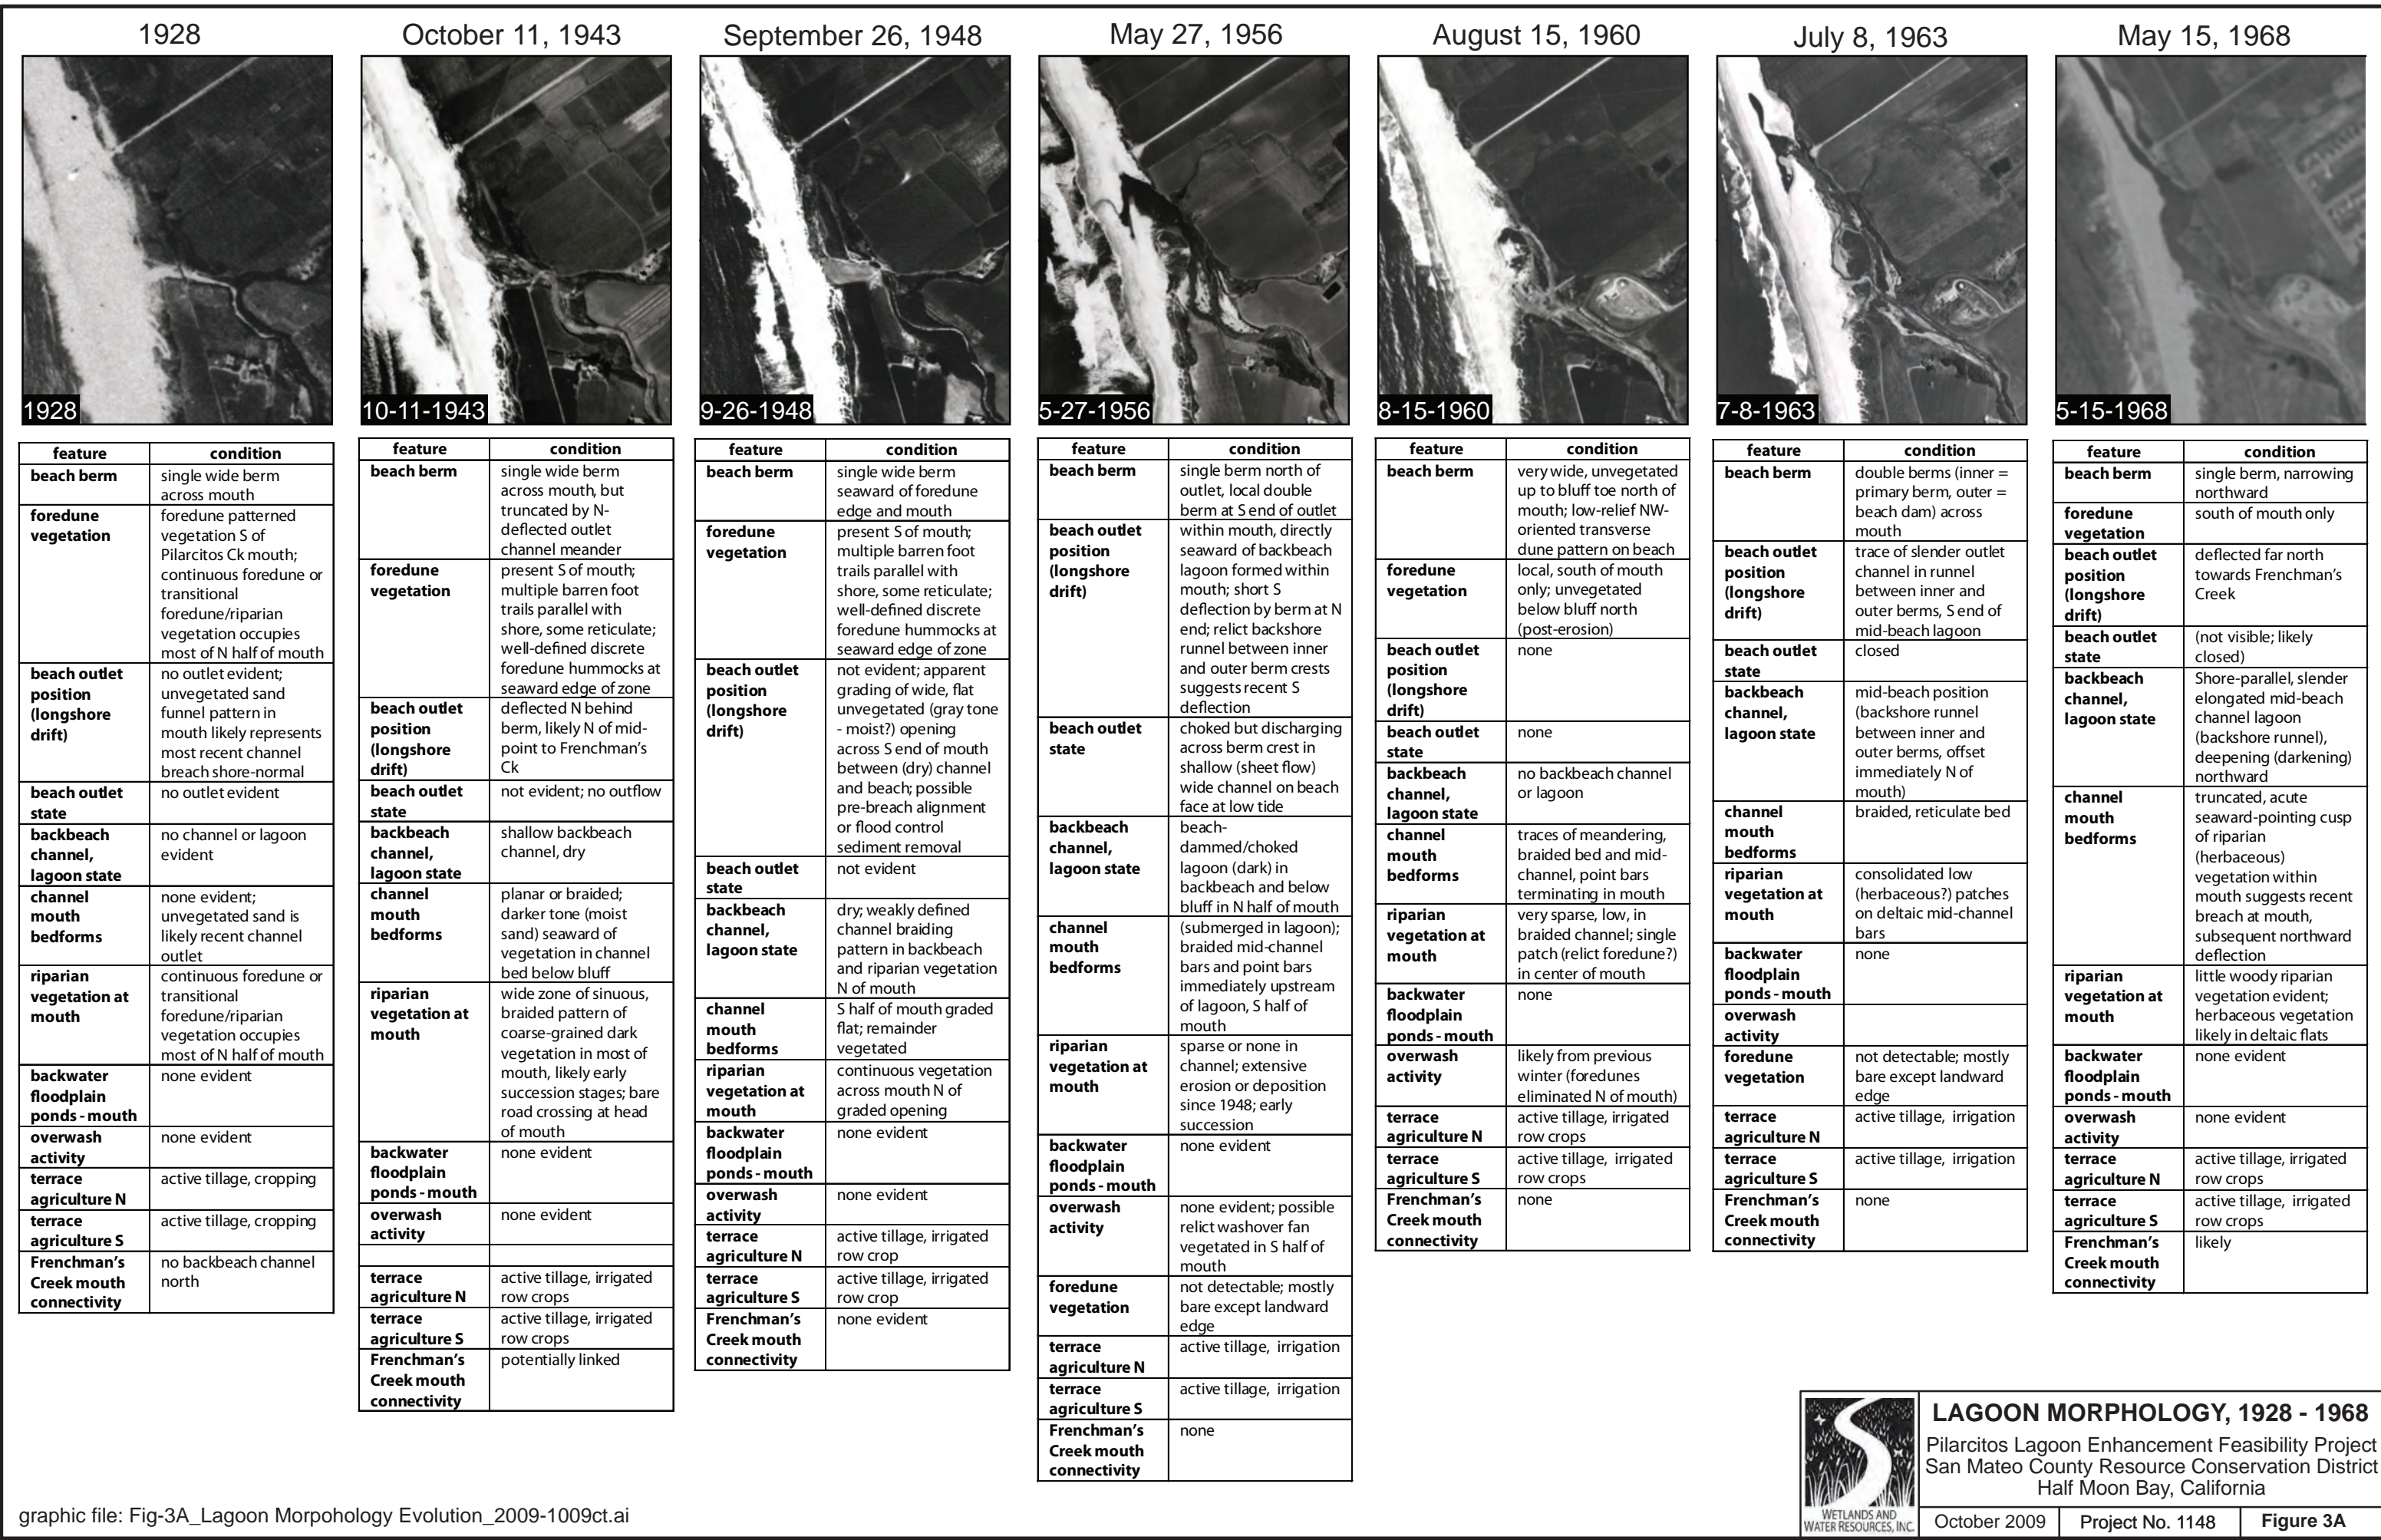 1928
1928
feature condition
beach berm single wide berm
across mouth
foredune foredune patterned
vegetation vegetation S of
Pilarcitos Ck mouth;
continuous foredune or
transitional
foredune/riparian
vegetation occupies
most of N half of mouth
beach outlet no outlet evident;
position unvegetated sand
(longshore funnel pattern in
drift) mouth likely represents
most recent channel
breach shore-normal
beach outlet no outlet evident
state
backbeach no channel or lagoon
channel, evident
lagoon state
channel none evident;
mouth unvegetated sand is
bedforms likely recent channel
outlet
riparian continuous foredune or
vegetation at transitional
mouth foredune/riparian
vegetation occupies
most of N half of mouth
backwater none evident
floodplain
ponds - mouth
overwash none evident
activity
terrace active tillage, cropping
agriculture N
terrace active tillage, cropping
agriculture S
Frenchman's no backbeach channel
Creek mouth north
connectivity
October 11, 1943
10-11-1943
feature condition
beach berm single wide berm
across mouth, but
truncated by N-
deflected outlet
channel meander
foredune present S of mouth;
vegetation multiple barren foot
trails parallel with
shore, some reticulate;
well-defined discrete
foredune hummocks at
seaward edge of zone
beach outlet deflected N behind
position berm, likely N of mid-
(longshore point to Frenchman's
drift) Ck
beach outlet not evident; no outflow
state
backbeach shallow backbeach
channel, channel, dry
lagoon state
channel planar or braided;
mouth darker tone (moist
bedforms sand) seaward of
vegetation in channel
bed below bluff
riparian wide zone of sinuous,
vegetation at braided pattern of
mouth coarse-grained dark
vegetation in most of
mouth, likely early
succession stages; bare
road crossing at head
of mouth
backwater none evident
floodplain
ponds - mouth
overwash none evident
activity
terrace active tillage, irrigated
agriculture N row crops
terrace active tillage, irrigated
agriculture S row crops
Frenchman's potentially linked
Creek mouth
connectivity
September 26, 1948
9-26-1948
feature condition
beach berm single wide berm
seaward of foredune
edge and mouth
foredune present S of mouth;
vegetation multiple barren foot
trails parallel with
shore, some reticulate;
well-defined discrete
foredune hummocks at
seaward edge of zone
beach outlet not evident; apparent
position grading of wide, flat
(longshore unvegetated (gray tone
drift) - moist?) opening
across S end of mouth
between (dry) channel
and beach; possible
pre-breach alignment
or flood control
sediment removal
beach outlet not evident
state
backbeach dry; weakly defined
channel, channel braiding
lagoon state pattern in backbeach
and riparian vegetation
N of mouth
channel S half of mouth graded
mouth flat; remainder
bedforms vegetated
riparian continuous vegetation
vegetation at across mouth N of
mouth graded opening
backwater none evident
floodplain
ponds - mouth
overwash none evident
activity
terrace active tillage, irrigated
agriculture N row crop
terrace active tillage, irrigated
agriculture S row crop
Frenchman's none evident
Creek mouth
connectivity
May 27, 1956
5-27-1956
feature condition
beach berm single berm north of
outlet, local double
berm at S end of outlet
beach outlet within mouth, directly
position seaward of backbeach
(longshore lagoon formed within
drift) mouth; short S
deflection by berm at N
end; relict backshore
runnel between inner
and outer berm crests
suggests recent S
deflection
beach outlet choked but discharging
state across berm crest in
shallow (sheet flow)
wide channel on beach
face at low tide
backbeach beach-
channel, dammed/choked
lagoon state lagoon (dark) in
backbeach and below
bluff in N half of mouth
channel (submerged in lagoon);
mouth braided mid-channel
bedforms bars and point bars
immediately upstream
of lagoon, S half of
mouth
riparian sparse or none in
vegetation at channel; extensive
mouth erosion or deposition
since 1948; early
succession
backwater none evident
floodplain
ponds - mouth
overwash none evident; possible
activity relict washover fan
vegetated in S half of
mouth
foredune not detectable; mostly
vegetation bare except landward
edge
terrace active tillage, irrigation
agriculture N
terrace active tillage, irrigation
agriculture S
Frenchman's none
Creek mouth
connectivity
August 15, 1960
8-15-1960
feature condition
beach berm very wide, unvegetated
up to bluff toe north of
mouth; low-relief NW-
oriented transverse
dune pattern on beach
foredune local, south of mouth
vegetation only; unvegetated
below bluff north
(post-erosion)
beach outlet none
position
(longshore
drift)
beach outlet none
state
backbeach no backbeach channel
channel, or lagoon
lagoon state
channel traces of meandering,
mouth braided bed and mid-
bedforms channel, point bars
terminating in mouth
riparian very sparse, low, in
vegetation at braided channel; single
mouth patch (relict foredune?)
in center of mouth
backwater none
floodplain
ponds - mouth
overwash likely from previous
activity winter (foredunes
eliminated N of mouth)
terrace active tillage, irrigated
agriculture N row crops
terrace active tillage, irrigated
agriculture S row crops
Frenchman's none
Creek mouth
connectivity
July 8, 1963
7-8-1963
feature condition
beach berm double berms (inner =
primary berm, outer =
beach dam) across
mouth
beach outlet trace of slender outlet
position channel in runnel
(longshore between inner and
drift) outer berms, S end of
mid-beach lagoon
beach outlet closed
state
backbeach mid-beach position
channel, (backshore runnel
lagoon state between inner and
outer berms, offset
immediately N of
mouth)
channel braided, reticulate bed
mouth
bedforms
riparian consolidated low
vegetation at (herbaceous?) patches
mouth on deltaic mid-channel
bars
backwater none
floodplain
ponds - mouth
overwash
activity
foredune not detectable; mostly
vegetation bare except landward
edge
terrace active tillage, irrigation
agriculture N
terrace active tillage, irrigation
agriculture S
Frenchman's none
Creek mouth
connectivity
May 15, 1968
5-15-1968
feature condition
beach berm single berm, narrowing
northward
foredune south of mouth only
vegetation
beach outlet deflected far north
position towards Frenchman's
(longshore Creek
drift)
beach outlet (not visible; likely
state closed)
backbeach Shore-parallel, slender
channel, elongated mid-beach
lagoon state channel lagoon
(backshore runnel),
deepening (darkening)
northward
channel truncated, acute
mouth seaward-pointing cusp
bedforms of riparian
(herbaceous)
vegetation within
mouth suggests recent
breach at mouth,
subsequent northward
deflection
riparian little woody riparian
vegetation at vegetation evident;
mouth herbaceous vegetation
likely in deltaic flats
backwater none evident
floodplain
ponds - mouth
overwash none evident
activity
terrace active tillage, irrigated
agriculture N row crops
terrace active tillage, irrigated
agriculture S row crops
Frenchman's likely
Creek mouth
connectivity
WETLANDS AND
WATER RESOURCES, INC.
LAGOON MORPHOLOGY, 1928 - 1968
Pilarcitos Lagoon Enhancement Feasibility Project
San Mateo County Resource Conservation District
Half Moon Bay, California
October 2009 Project No. 1148 Figure 3A
graphic file: Fig-3A_Lagoon Morpohology Evolution_2009-1009ct.ai